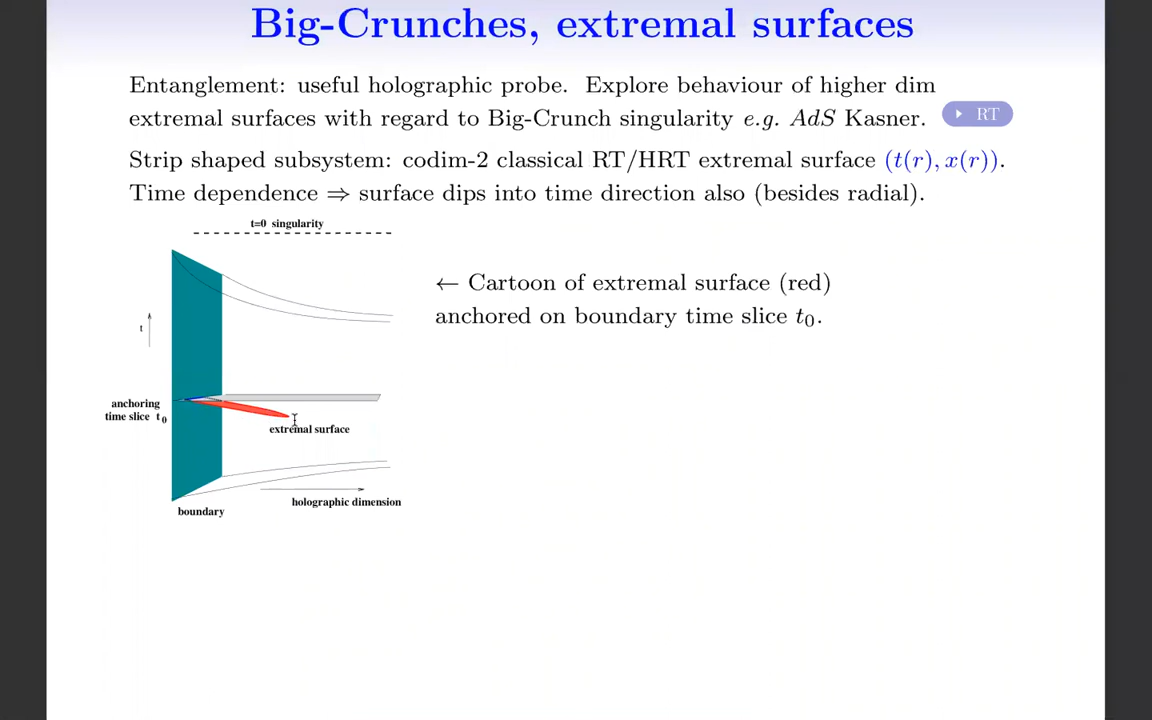 Big-Crunches, extremal surfaces
Entanglement: useful holographic probe. Explore behaviour of higher dim
extremal surfaces with regard to Big-Crunch singularity e.g. AdS Kasner.
RT
Strip shaped subsystem: codim-2 classical RT/HRT extremal surface (t(r), x(r)).
Time dependence ⇒ surface dips into time direction also (besides radial).
t=0 singularity
← Cartoon of extremal surface (red)
anchored on boundary time slice t₀.
t
anchoring
time slice t₀
extremal surface
holographic dimension
boundary